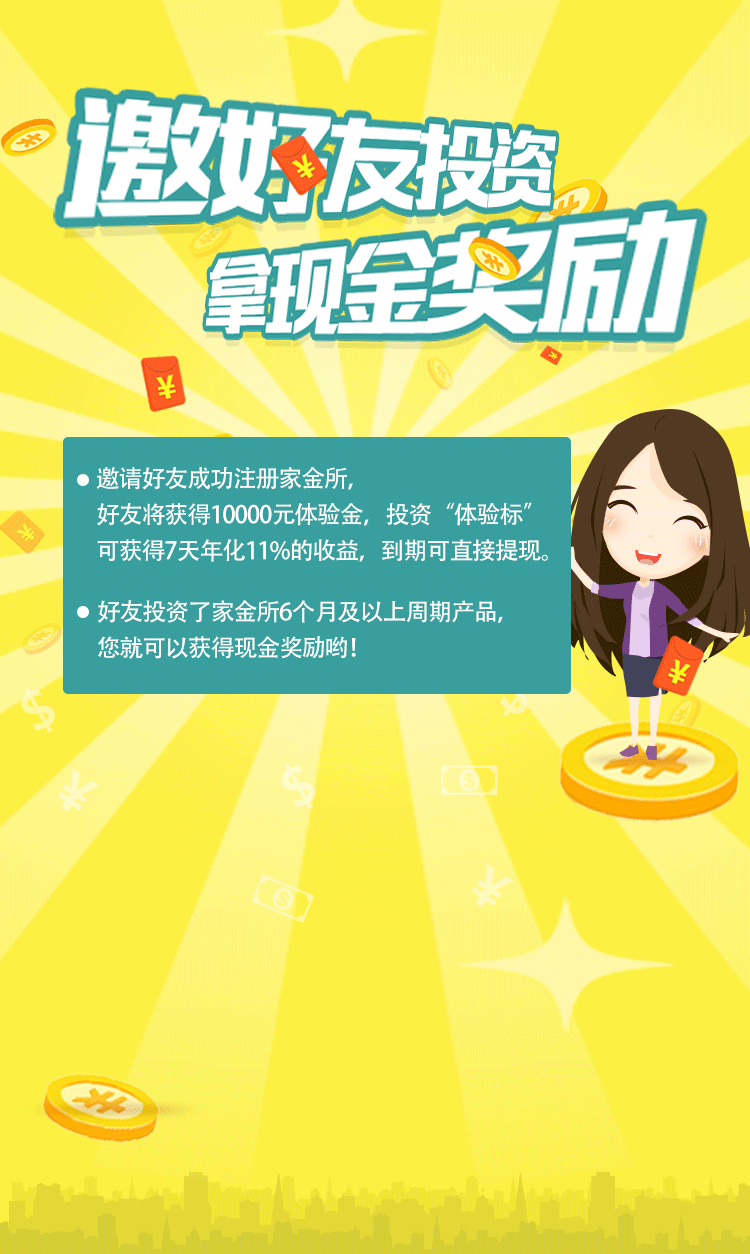 邀好友投资
拿现金奖励
邀请好友成功注册家金所,
好友将获得10000元体验金，投资“体验标”
可获得7天年化11%的收益，到期可直接提现。
好友投资了家金所6个月及以上周期产品,
您就可以获得现金奖励哟!